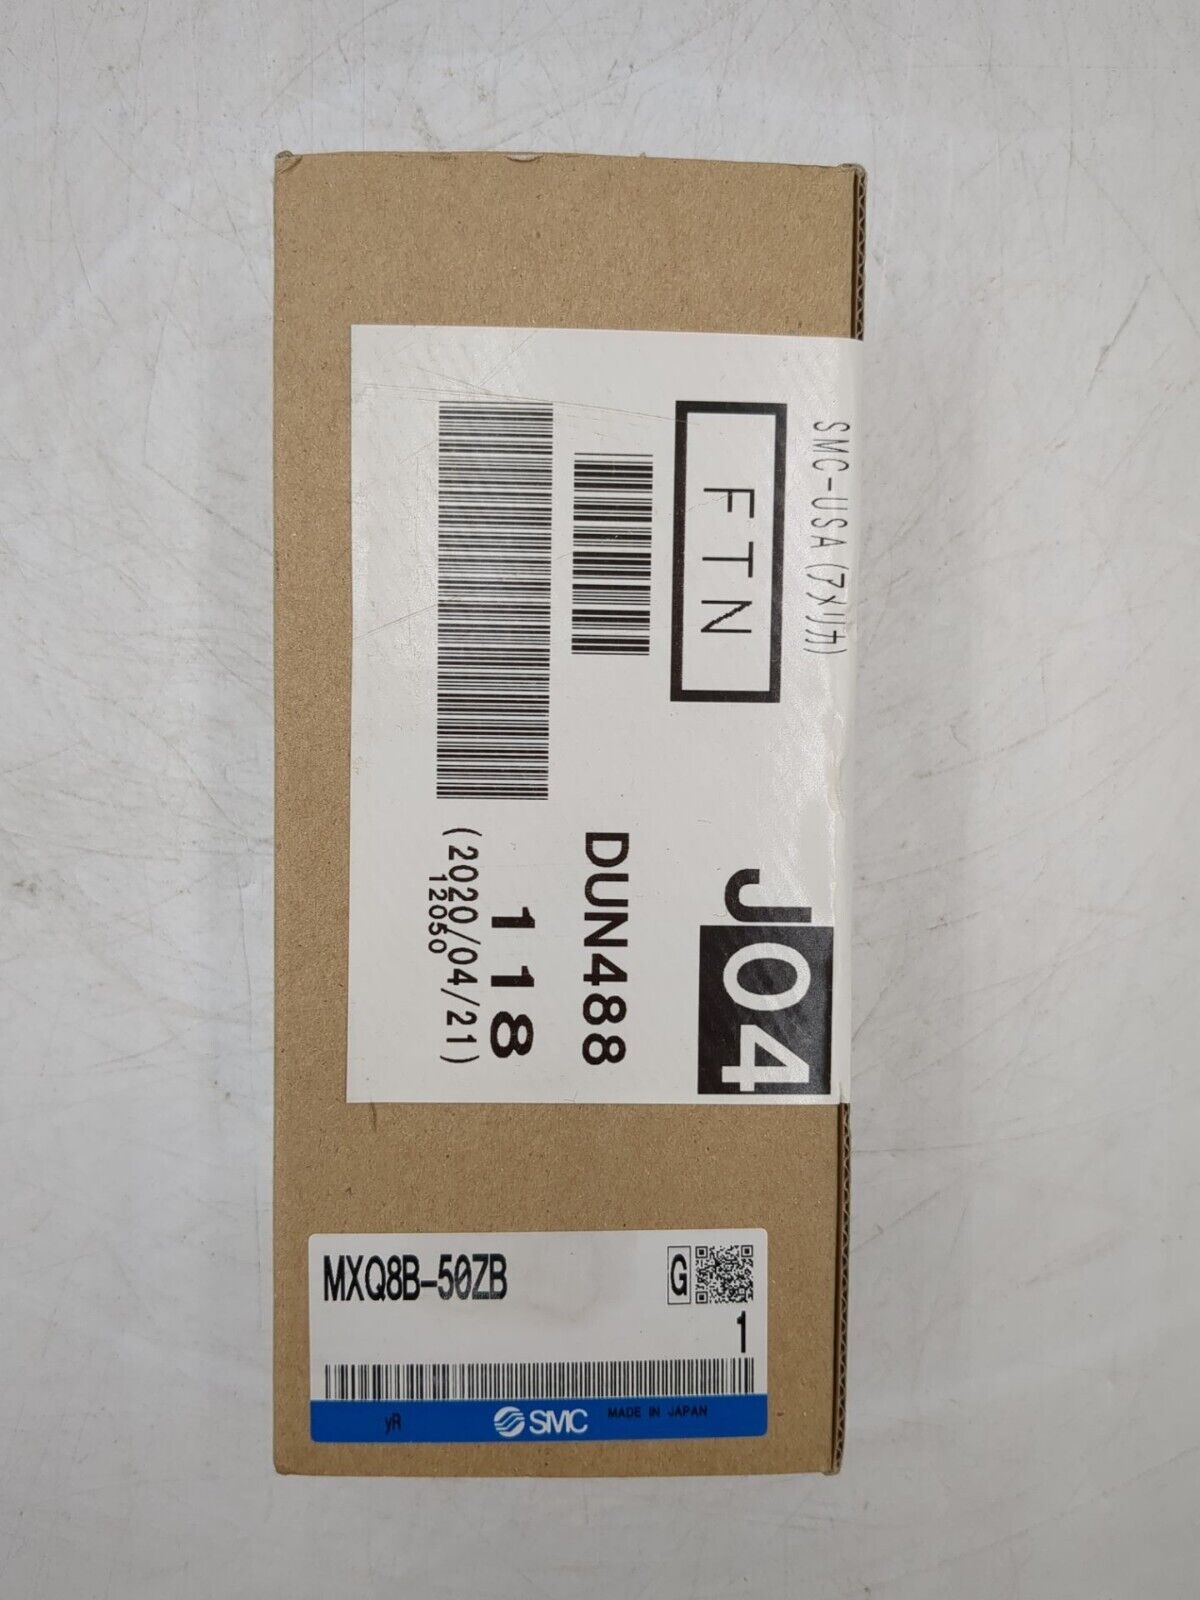 SMC-USA(アメリカ)
FTN
J04
DUN488
118
(2020/04/21)
12050
MXQ8B-50ZB
G
1
yR
SMC
MADE IN JAPAN